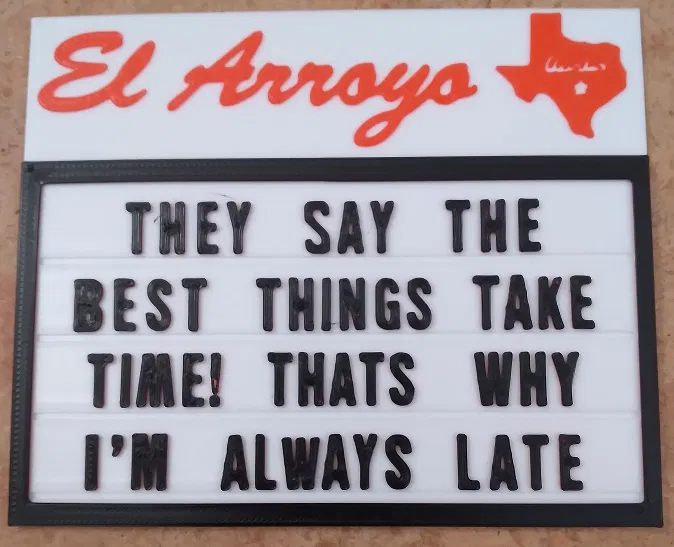 El Arroyo
THEY SAY THE
BEST THINGS TAKE
TIME! THATS WHY
I'M ALWAYS LATE